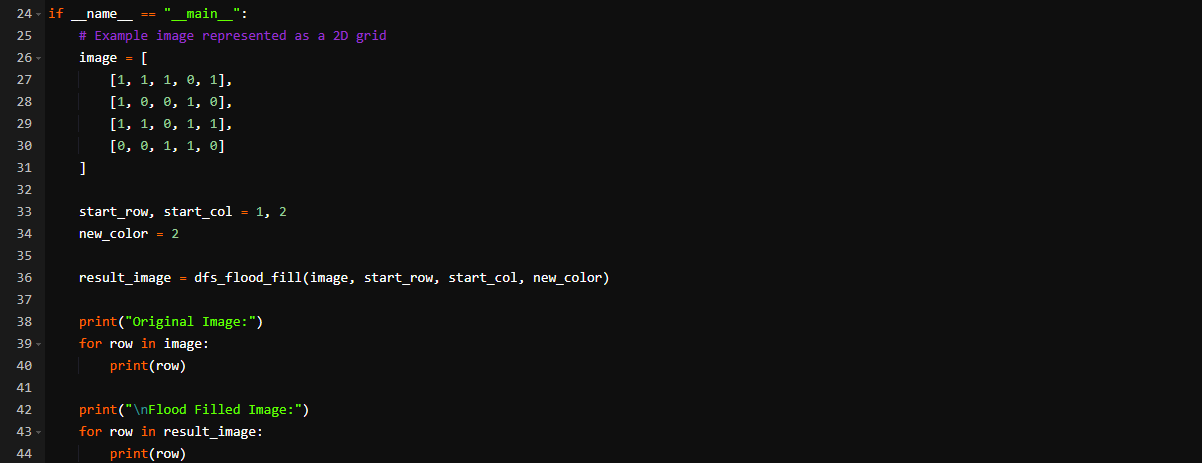 24 if __name__ == "__main__":
25     # Example image represented as a 2D grid
26     image = [
27         [1, 1, 1, 0, 1],
28         [1, 0, 0, 1, 0],
29         [1, 1, 0, 1, 1],
30         [0, 0, 1, 1, 0]
31     ]
32
33     start_row, start_col = 1, 2
34     new_color = 2
35
36     result_image = dfs_flood_fill(image, start_row, start_col, new_color)
37
38     print("Original Image:")
39     for row in image:
40         print(row)
41
42     print("\nFlood Filled Image:")
43     for row in result_image:
44         print(row)